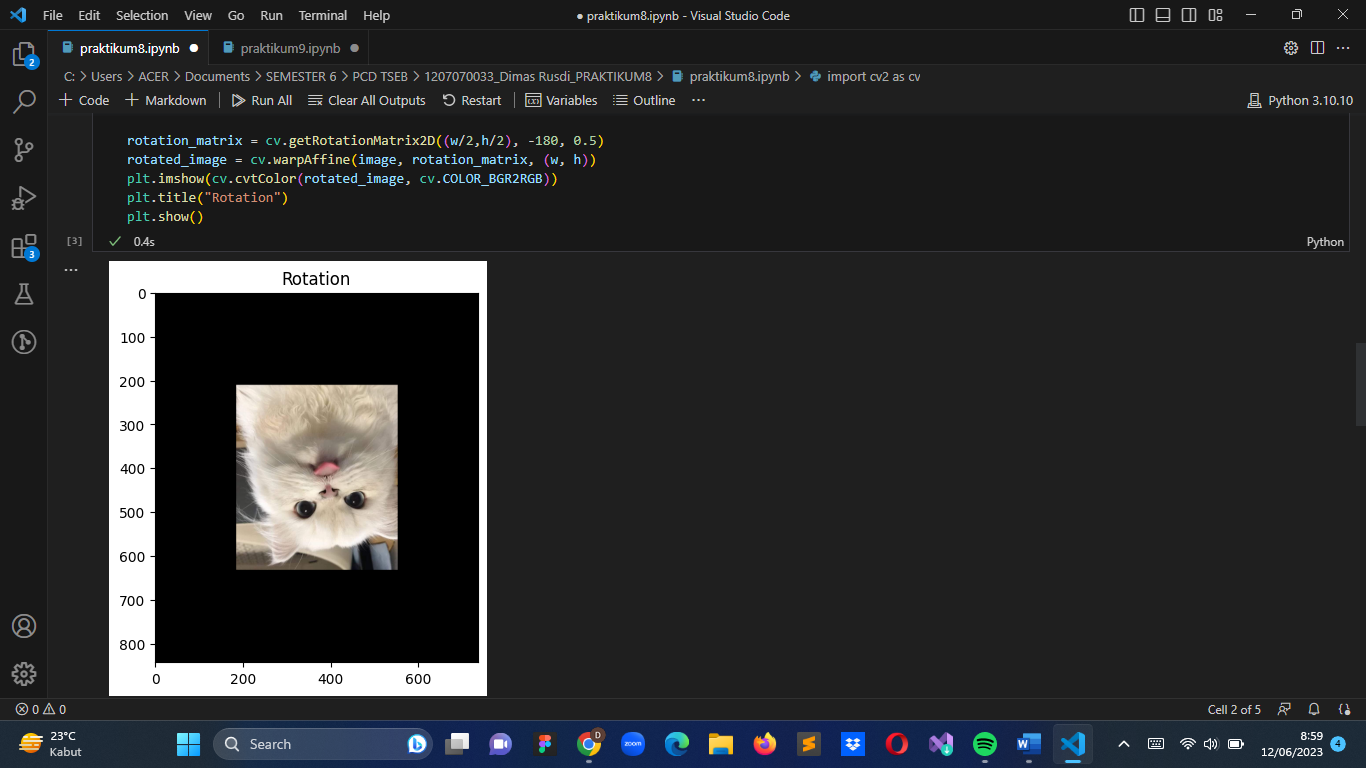 File Edit Selection View Go Run Terminal Help
● praktikum8.ipynb - Visual Studio Code
praktikum8.ipynb ●
praktikum9.ipynb ●
C: > Users > ACER > Documents > SEMESTER 6 > PCD TSEB > 1207070033_Dimas Rusdi_PRAKTIKUM8 > praktikum8.ipynb > import cv2 as cv
+ Code + Markdown Run All Clear All Outputs Restart Variables Outline ··· Python 3.10.10
rotation_matrix = cv.getRotationMatrix2D((w/2,h/2), -180, 0.5)
rotated_image = cv.warpAffine(image, rotation_matrix, (w, h))
plt.imshow(cv.cvtColor(rotated_image, cv.COLOR_BGR2RGB))
plt.title("Rotation")
plt.show()
[3] ✓ 0.4s Python
Rotation
0
100
200
300
400
500
600
700
800
0 200 400 600
2
3
0 0
Cell 2 of 5
23°C
Kabut
Search
D
zoom
8:59
12/06/2023
4